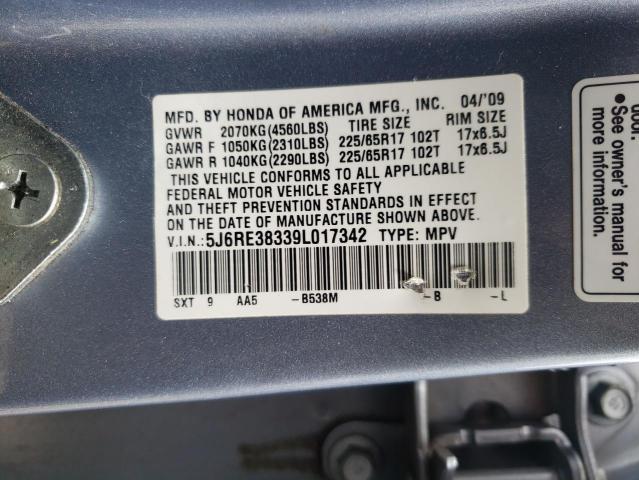 MFD. BY HONDA OF AMERICA MFG., INC. 04/'09
GVWR 2070KG(4560LBS) TIRE SIZE RIM SIZE
GAWR F 1050KG(2310LBS) 225/65R17 102T 17x6.5J
GAWR R 1040KG(2290LBS) 225/65R17 102T 17x6.5J
THIS VEHICLE CONFORMS TO ALL APPLICABLE
FEDERAL MOTOR VEHICLE SAFETY
AND THEFT PREVENTION STANDARDS IN EFFECT
ON THE DATE OF MANUFACTURE SHOWN ABOVE.
V.I.N.:5J6RE38339L017342 TYPE: MPV
SXT 9 AA5 -B538M -B -L
door.
●See owner's manual for
more information.